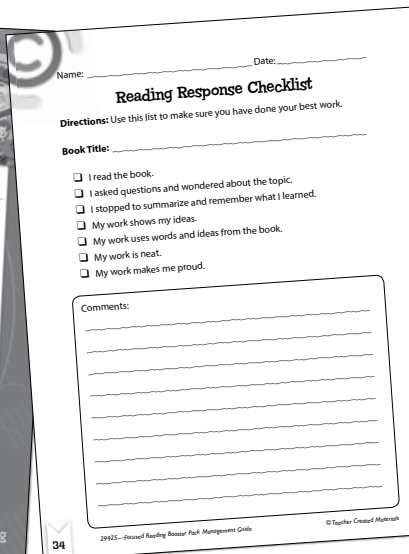 Name: Date:
Reading Response Checklist
Directions: Use this list to make sure you have done your best work.
Book Title:
❑ I read the book.
❑ I asked questions and wondered about the topic.
❑ I stopped to summarize and remember what I learned.
❑ My work shows my ideas.
❑ My work uses words and ideas from the book.
❑ My work is neat.
❑ My work makes me proud.
Comments:
34 29925—Focused Reading Booster Pack Management Guide © Teacher Created Materials